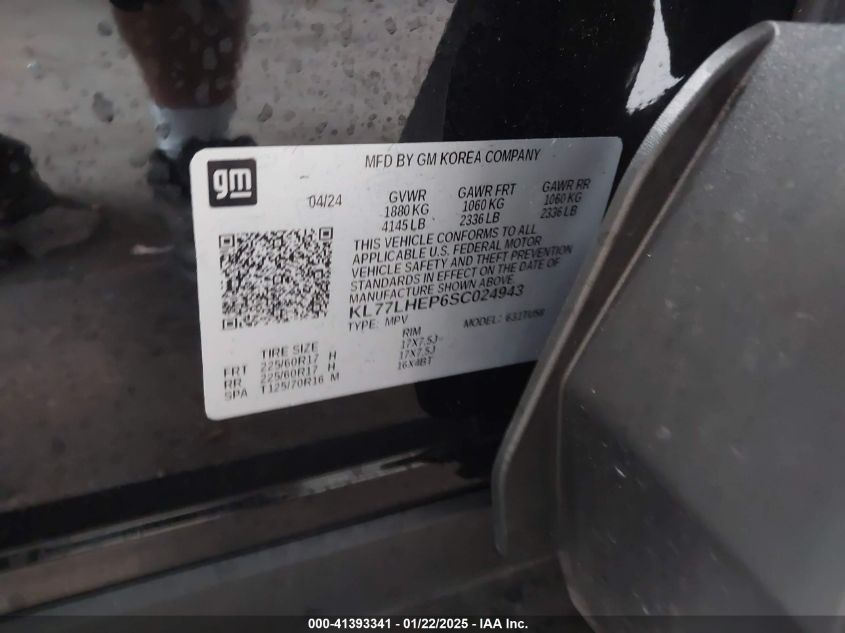 MFD BY GM KOREA COMPANY
gm
04/24
GVWR GAWR FRT GAWR RR
1880 KG 1060 KG 1060 KG
4145 LB 2336 LB 2336 LB
THIS VEHICLE CONFORMS TO ALL
APPLICABLE U.S. FEDERAL MOTOR
VEHICLE SAFETY AND THEFT PREVENTION
STANDARDS IN EFFECT ON THE DATE OF
MANUFACTURE SHOWN ABOVE.
KL77LHEP6SC024943
TYPE: MPV MODEL:
TIRE SIZE RIM
FRT 225/60R17 H 17X7.5J
RR 225/60R17 H 17X7.5J
SPA T125/70R16 M 16X4BT
000-41393341 - 01/22/2025 - IAA Inc.